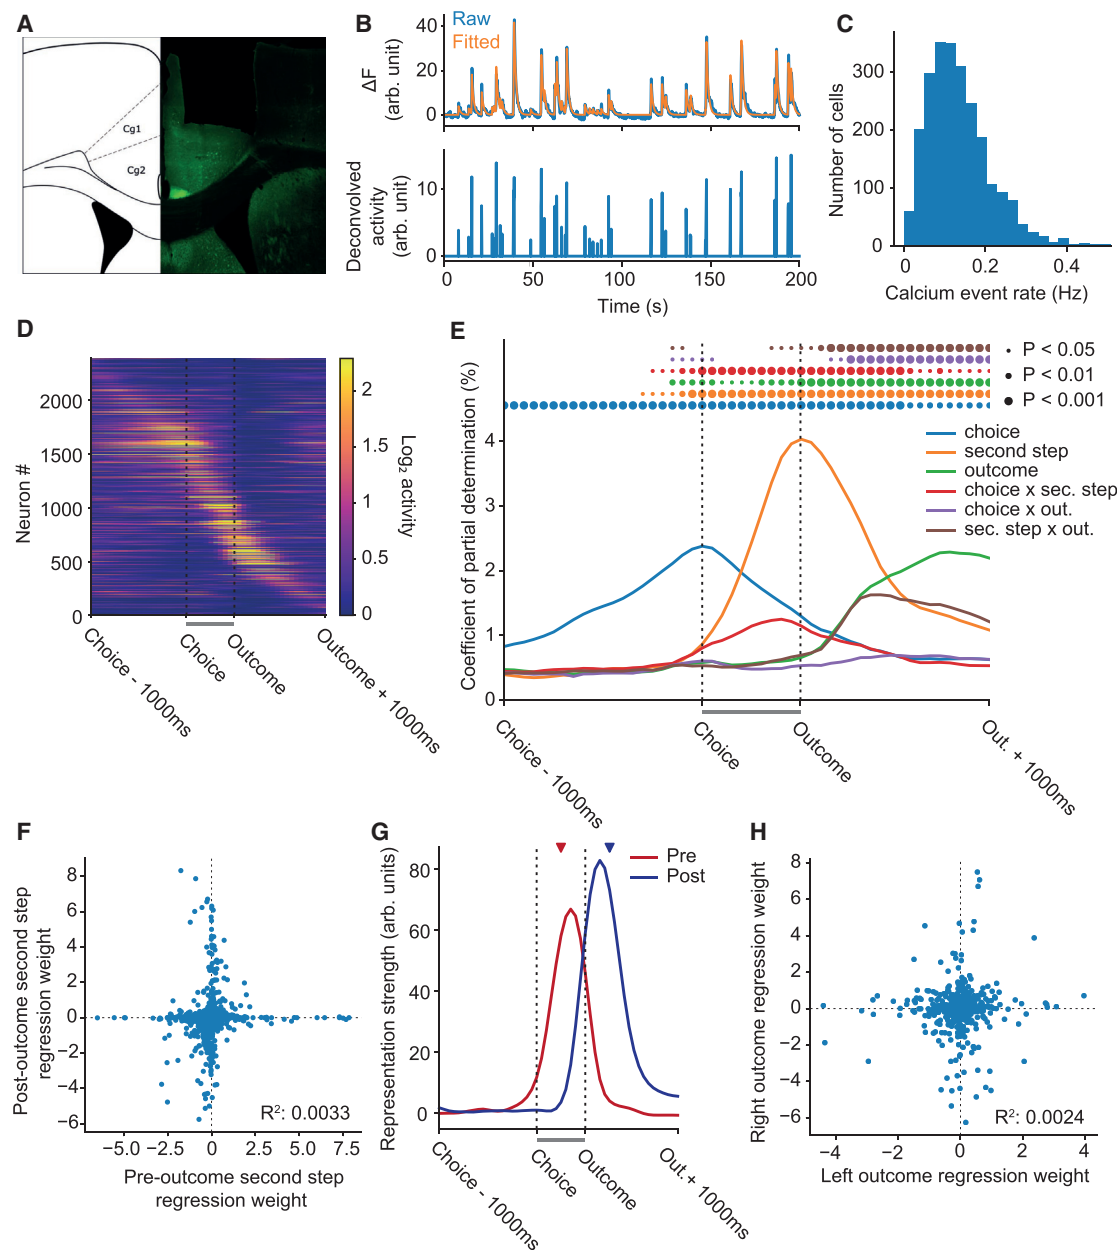 A
Cg1
Cg2
B
Raw
Fitted
ΔF
(arb. unit)
40
20
0
Deconvolved
activity
(arb. unit)
10
0
0
50
100
150
200
Time (s)
C
Number of cells
300
200
100
0
0
0.2
0.4
Calcium event rate (Hz)
D
Neuron #
2000
1500
1000
500
0
Choice - 1000ms
Choice
Outcome
Outcome + 1000ms
2
1.5
1
0.5
0
Log₂ activity
E
Coefficient of partial determination (%)
4
3
2
1
0
P < 0.05
P < 0.01
P < 0.001
choice
second step
outcome
choice x sec. step
choice x out.
sec. step x out.
Choice - 1000ms
Choice
Outcome
Out. + 1000ms
F
Post-outcome second step
regression weight
8
6
4
2
0
−2
−4
−6
R²: 0.0033
−5.0
−2.5
0
2.5
5.0
7.5
Pre-outcome second step
regression weight
G
Representation strength (arb. units)
80
60
40
20
0
Pre
Post
Choice - 1000ms
Choice
Outcome
Out.+ 1000ms
H
Right outcome regression weight
8
6
4
2
0
−2
−4
−6
R²: 0.0024
−4
−2
0
2
4
Left outcome regression weight